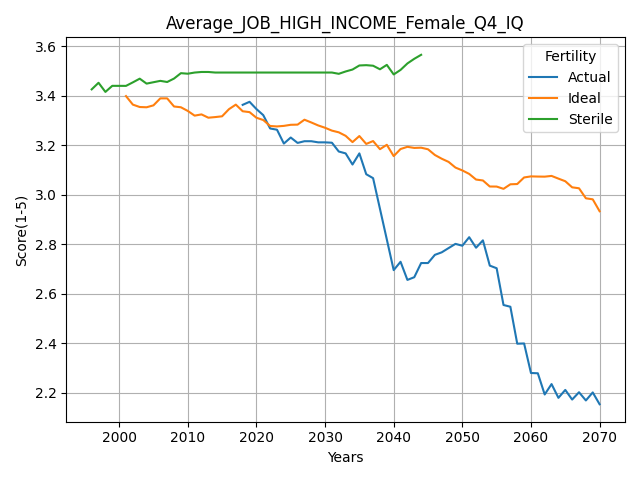 Average_JOB_HIGH_INCOME_Female_Q4_IQ
Fertility
Actual
Ideal
Sterile
Score(1-5)
3.6
3.4
3.2
3.0
2.8
2.6
2.4
2.2
2000
2010
2020
2030
2040
2050
2060
2070
Years